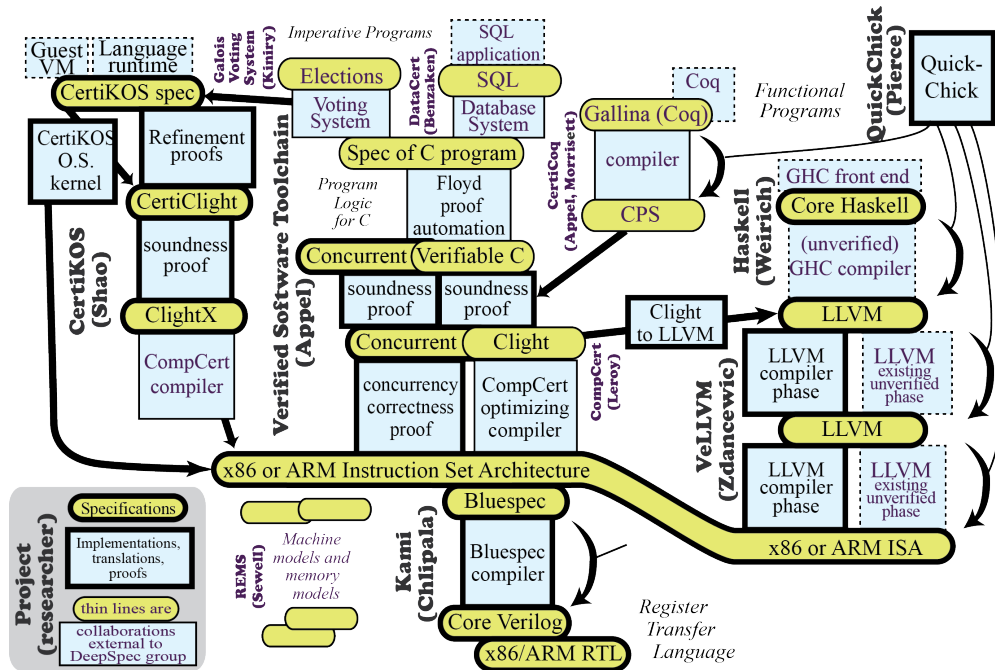 Guest
VM
Language
runtime
CertiKOS spec
CertiKOS
O.S.
kernel
Refinement
proofs
CertiClight
soundness
proof
ClightX
CompCert
compiler
CertiKOS
(Shao)
Galois
Voting
System
(Kiniry)
Imperative Programs
Elections
Voting
System
DataCert
(Benzaken)
SQL
application
SQL
Database
System
Spec of C program
Program
Logic
for C
Floyd
proof
automation
Verified Software Toolchain
(Appel)
Concurrent
Verifiable C
soundness
proof
soundness
proof
Concurrent
Clight
concurrency
correctness
proof
CompCert
optimizing
compiler
CompCert
(Leroy)
Coq
Gallina (Coq)
compiler
CPS
CertiCoq
(Appel, Morrisett)
Functional
Programs
QuickChick
(Pierce)
Quick-
Chick
GHC front end
Core Haskell
(unverified)
GHC compiler
Haskell
(Weirich)
Clight
to LLVM
LLVM
LLVM
compiler
phase
LLVM
existing
unverified
phase
LLVM
LLVM
compiler
phase
LLVM
existing
unverified
phase
VeLLVM
(Zdancewic)
x86 or ARM Instruction Set Architecture
x86 or ARM ISA
Bluespec
Bluespec
compiler
Core Verilog
x86/ARM RTL
Kami
(Chlipala)
Register
Transfer
Language
REMS
(Sewell)
Machine
models and
memory
models
Project
(researcher)
Specifications
Implementations,
translations,
proofs
thin lines are
collaborations
external to
DeepSpec group